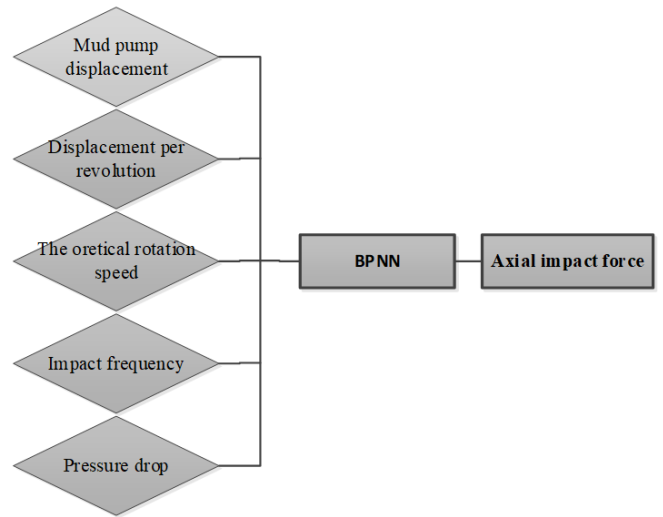 Mud pump
displacement
Displacement per
revolution
The oretical rotation
speed
BPNN
Axial impact force
Impact frequency
Pressure drop